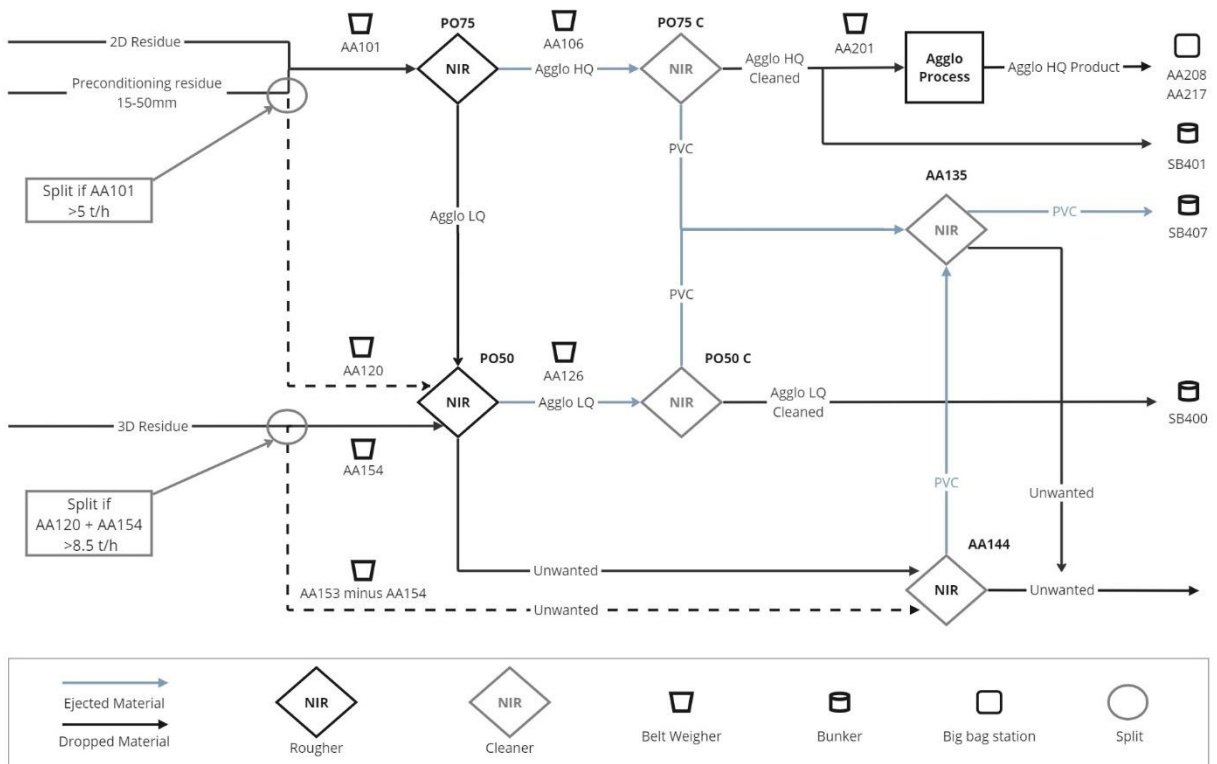 PO75
PO75 C
2D Residue
AA101
AA106
AA201
NIR
Agglo HQ
NIR
Agglo HQ
Cleaned
Agglo
Process
Agglo HQ Product
AA208
AA217
Preconditioning residue
15-50mm
PVC
SB401
Split if AA101
>5 t/h
AA135
Agglo LQ
NIR
PVC
SB407
PVC
AA120
PO50
AA126
PO50 C
NIR
Agglo LQ
NIR
Agglo LQ
Cleaned
SB400
3D Residue
AA154
PVC
Unwanted
Split if
AA120 + AA154
>8.5 t/h
AA144
Unwanted
AA153 minus AA154
NIR
Unwanted
Unwanted
Ejected Material
Dropped Material
NIR
Rougher
NIR
Cleaner
Belt Weigher
Bunker
Big bag station
Split